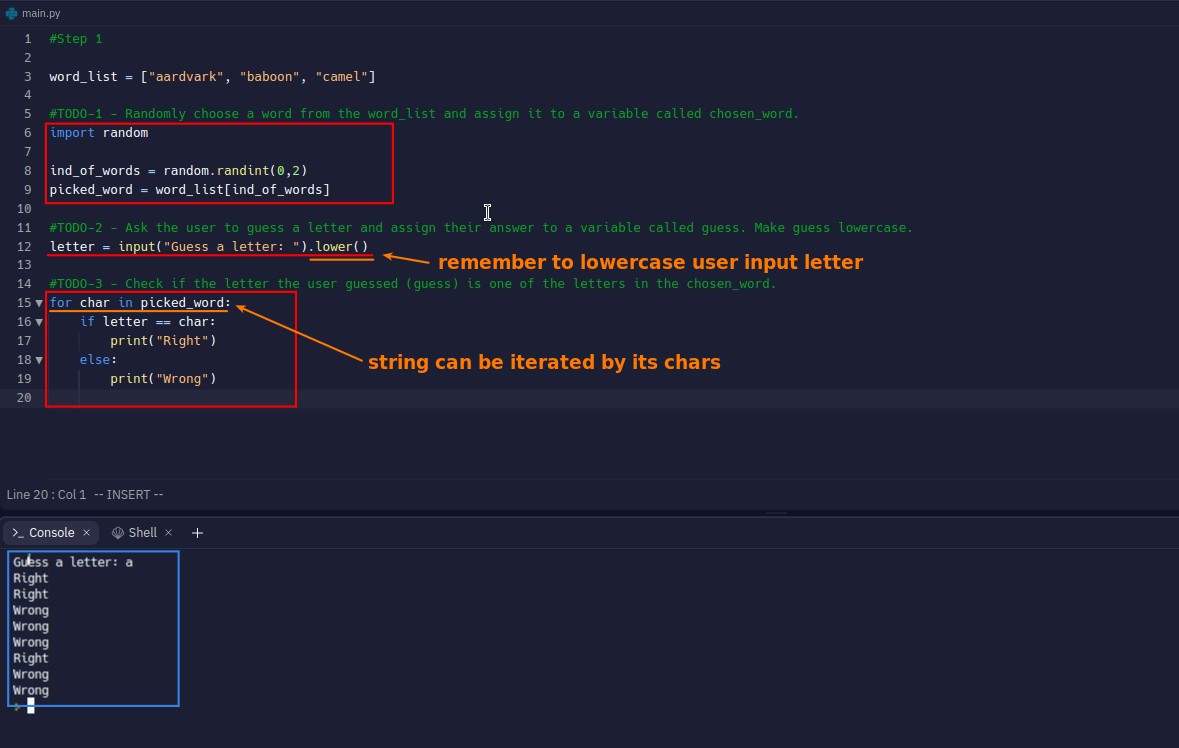 main.py
1 #Step 1
2
3 word_list = ["aardvark", "baboon", "camel"]
4
5 #TODO-1 - Randomly choose a word from the word_list and assign it to a variable called chosen_word.
6 import random
7
8 ind_of_words = random.randint(0,2)
9 picked_word = word_list[ind_of_words]
10
11 #TODO-2 - Ask the user to guess a letter and assign their answer to a variable called guess. Make guess lowercase.
12 letter = input("Guess a letter: ").lower()
remember to lowercase user input letter
13
14 #TODO-3 - Check if the letter the user guessed (guess) is one of the letters in the chosen_word.
15 for char in picked_word:
16     if letter == char:
17         print("Right")
18     else:
string can be iterated by its chars
19         print("Wrong")
20
Line 20 : Col 1 -- INSERT --
>_ Console × Shell × +
Guess a letter: a
Right
Right
Wrong
Wrong
Wrong
Right
Wrong
Wrong